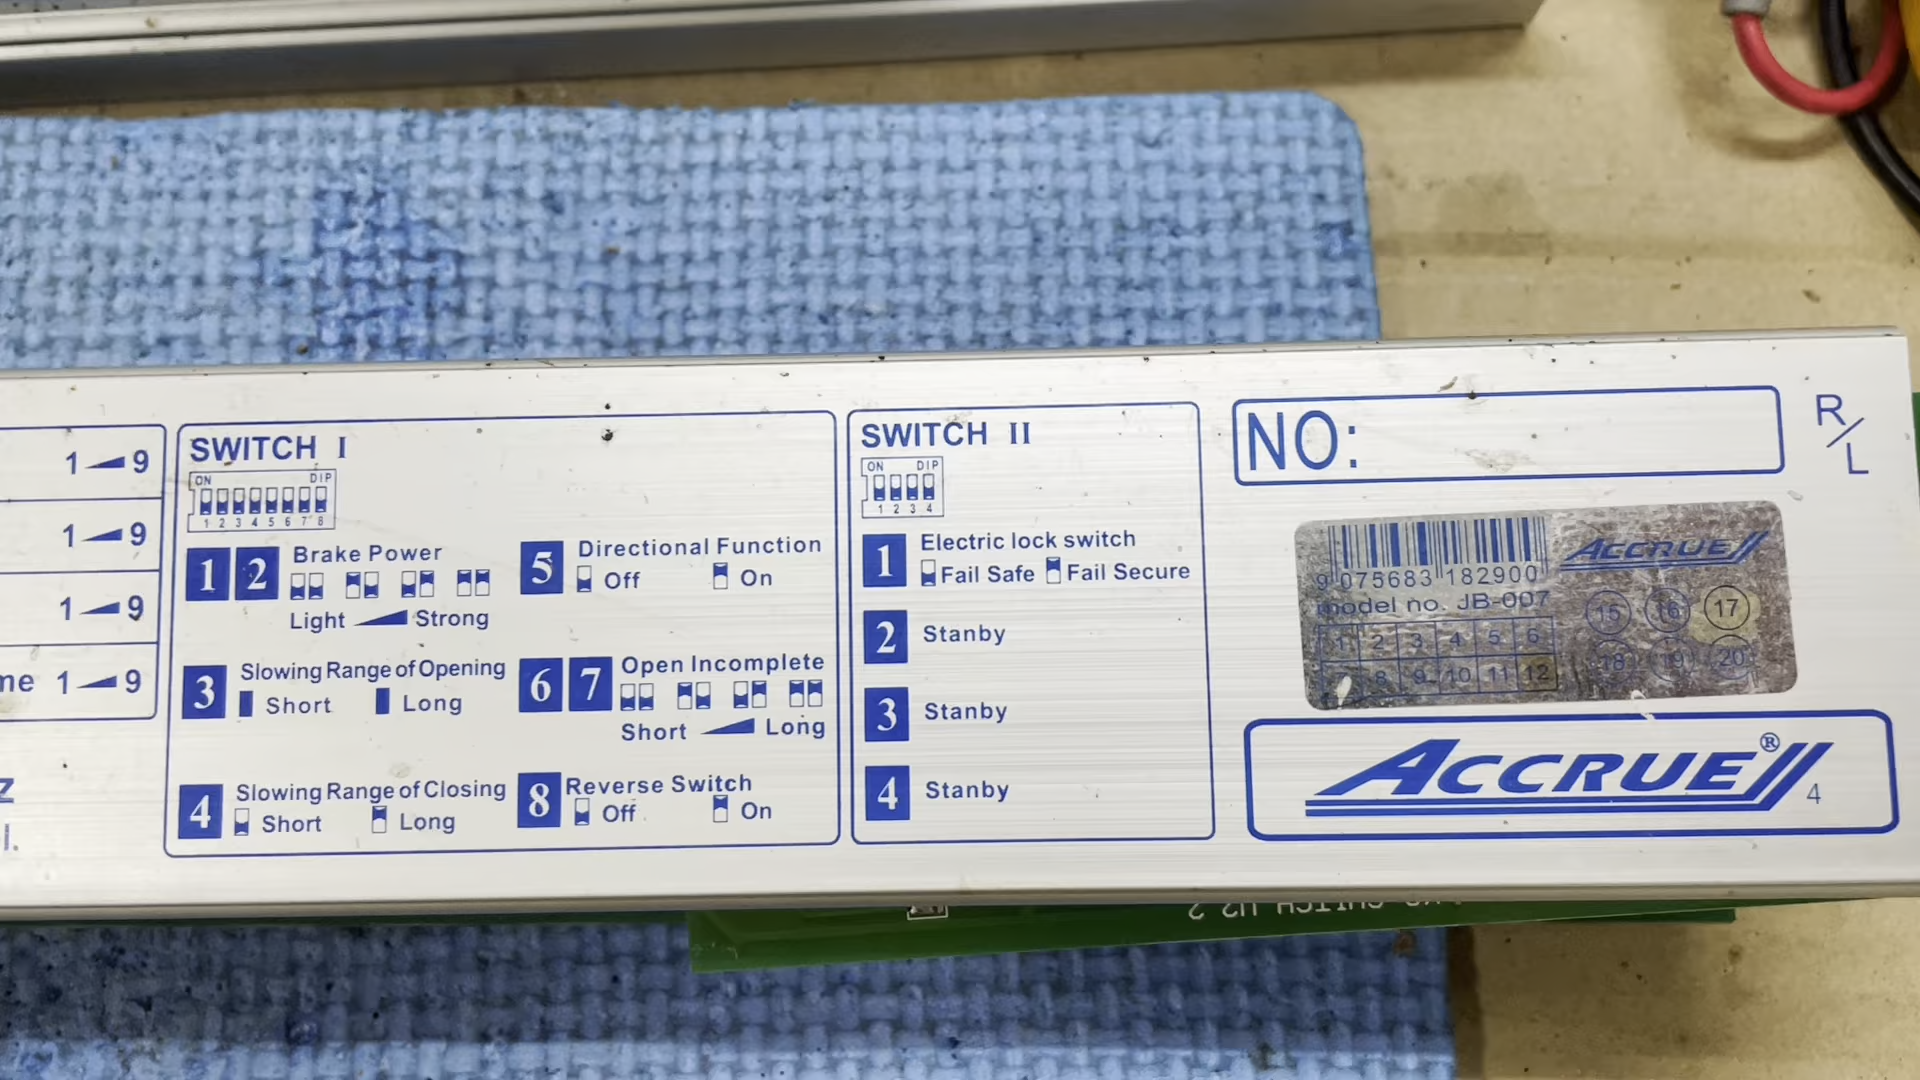 1 9
1 9
1 9
me 1 9
Z
SWITCH I
ON DIP
1 2 3 4 5 6 7 8
1 2 Brake Power
Light Strong
3 Slowing Range of Opening
Short Long
4 Slowing Range of Closing
Short Long
5 Directional Function
Off On
6 7 Open Incomplete
Short Long
8 Reverse Switch
Off On
SWITCH II
ON DIP
1 2 3 4
1 Electric lock switch
Fail Safe Fail Secure
2 Stanby
3 Stanby
4 Stanby
NO:
R/L
9 075683 182900
ACCRUE
model no. JB-007
1 2 3 4 5 6
7 8 9 10 11 12
15 16 17
18 19 20
ACCRUE®
4
SWITCH V2.2